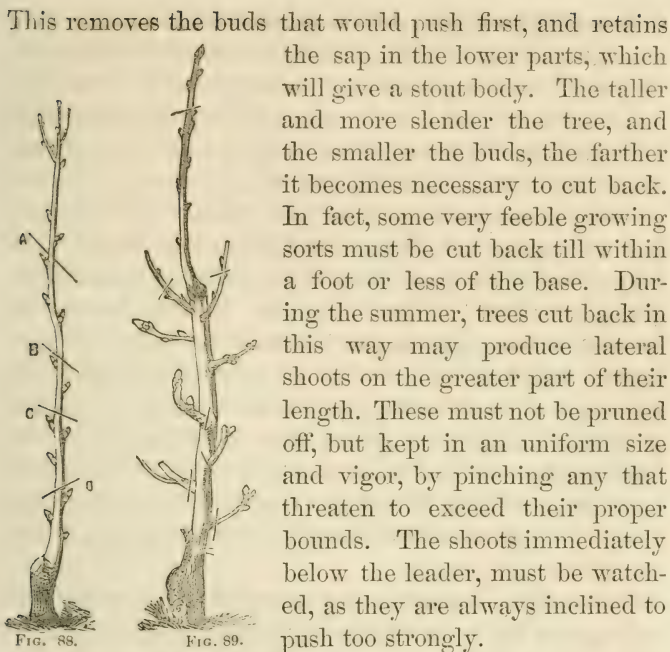 This removes the buds that would push first, and retains
the sap in the lower parts, which
will give a stout body. The taller
and more slender the tree, and
the smaller the buds, the farther
it becomes necessary to cut back.
In fact, some very feeble growing
sorts must be cut back till within
a foot or less of the base. Dur-
ing the summer, trees cut back in
this way may produce lateral
shoots on the greater part of their
length. These must not be pruned
off, but kept in an uniform size
and vigor, by pinching any that
threaten to exceed their proper
bounds. The shoots immediately
below the leader, must be watch-
ed, as they are always inclined to
push too strongly.
A
B
C
Fig. 88.
Fig. 89.